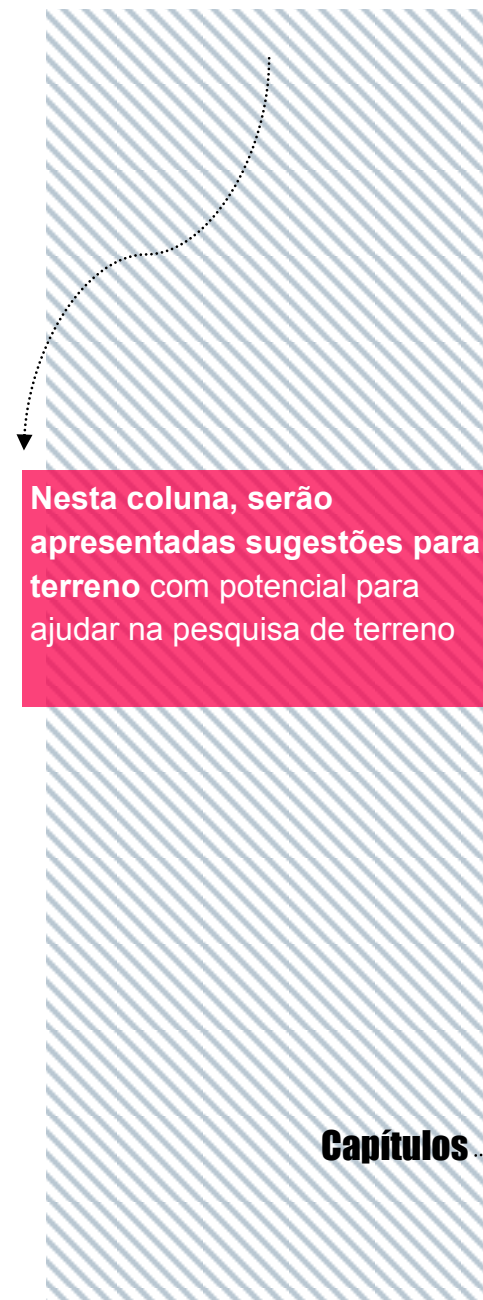 Nesta coluna, serão
apresentadas sugestões para
terreno com potencial para
ajudar na pesquisa de terreno
Capítulos